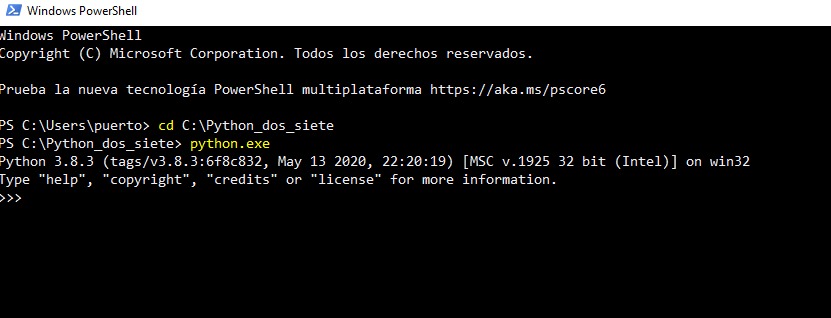 Windows PowerShell
Windows PowerShell
Copyright (C) Microsoft Corporation. Todos los derechos reservados.
Prueba la nueva tecnología PowerShell multiplataforma https://aka.ms/pscore6
PS C:\Users\puerto> cd C:\Python_dos_siete
PS C:\Python_dos_siete> python.exe
Python 3.8.3 (tags/v3.8.3:6f8c832, May 13 2020, 22:20:19) [MSC v.1925 32 bit (Intel)] on win32
Type "help", "copyright", "credits" or "license" for more information.
>>>